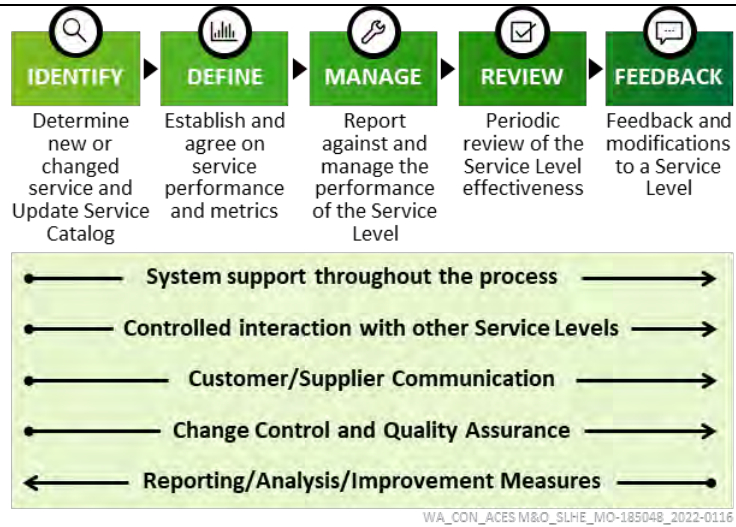 IDENTIFY
DEFINE
MANAGE
REVIEW
FEEDBACK
Determine
new or
changed
service and
Update Service
Catalog
Establish and
agree on
service
performance
and metrics
Report
against and
manage the
performance
of the Service
Level
Periodic
review of the
Service Level
effectiveness
Feedback and
modifications
to a Service
Level
System support throughout the process
Controlled interaction with other Service Levels
Customer/Supplier Communication
Change Control and Quality Assurance
Reporting/Analysis/Improvement Measures
WA_CON_ACES M&O_SLHE_MO-185048_2022-0116